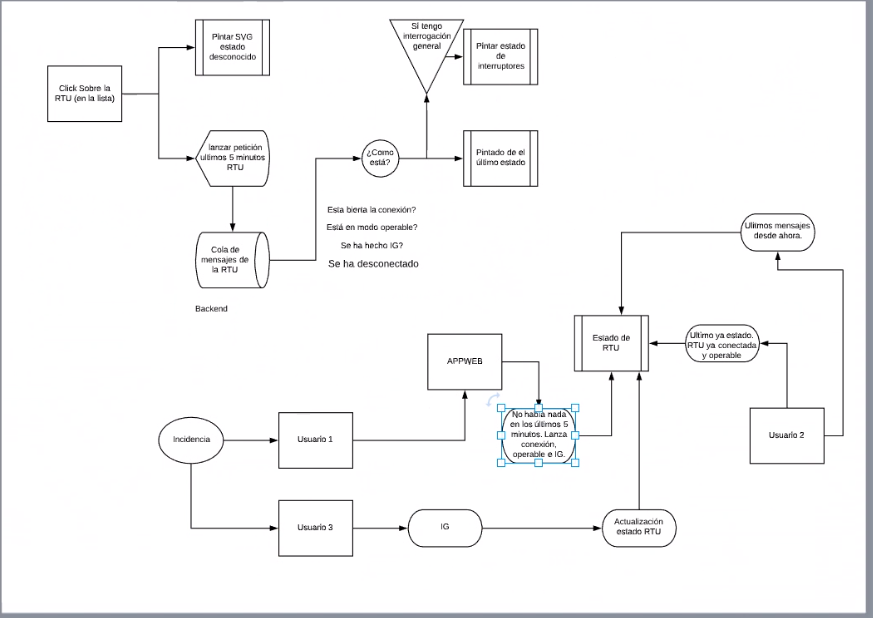 Pintar SVG
estado
desconocido
Click Sobre la
RTU (en la lista)
lanzar petición
ultimos 5 minutos
RTU
Cola de
mensajes de
la RTU
Backend
Sí tengo
interrogación
general
Pintar estado
de
interruptores
¿Como
está?
Pintado de el
último estado
Esta bierta la conexión?
Está en modo operable?
Se ha hecho IG?
Se ha desconectado
Ultimos mensajes
desde ahora.
Estado de
RTU
Ultimo ya estado.
RTU ya conectada
y operable
APPWEB
No había nada
en los últimos 5
minutos. Lanza
conexión,
operable e IG.
Usuario 2
Incidencia
Usuario 1
Usuario 3
IG
Actualización
estado RTU